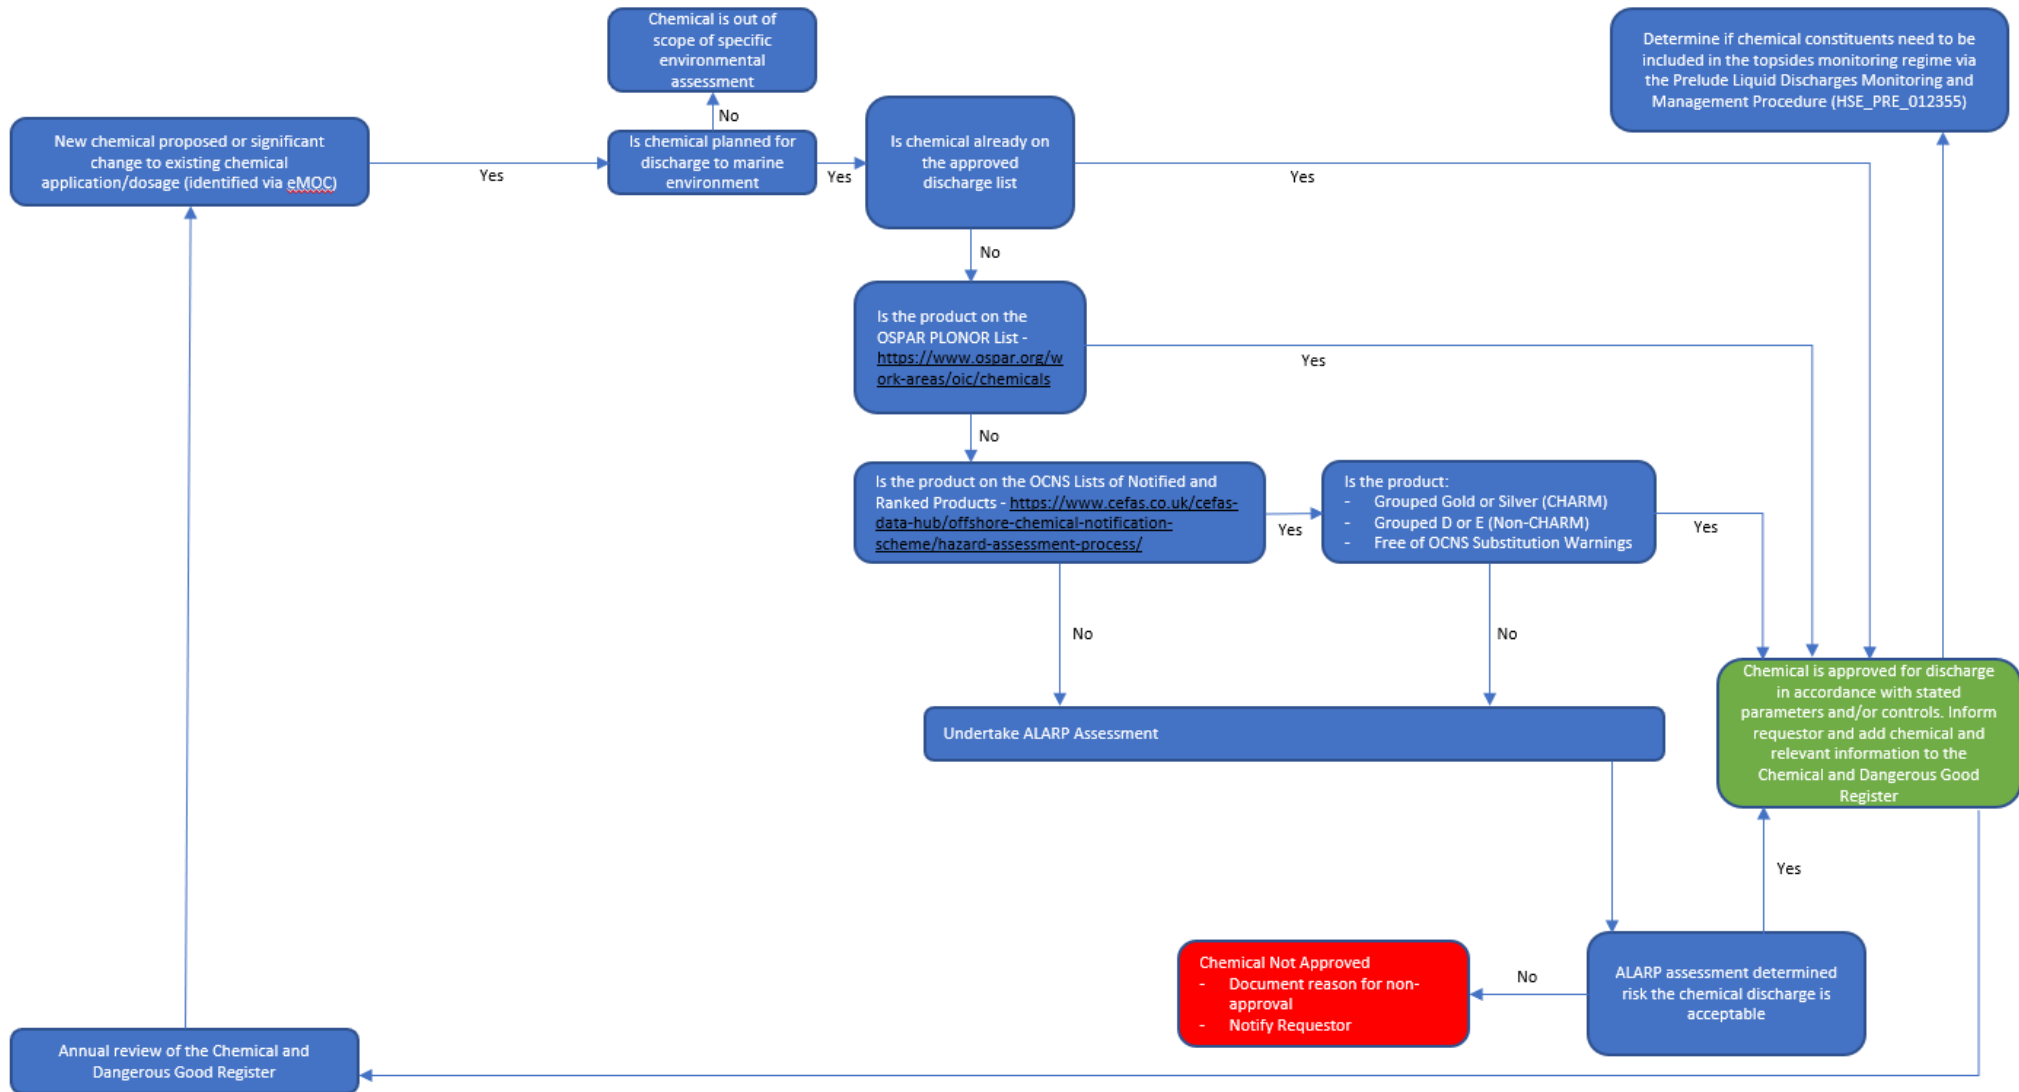 Chemical is out of
scope of specific
environmental
assessment
Determine if chemical constituents need to be
included in the topsides monitoring regime via
the Prelude Liquid Discharges Monitoring and
Management Procedure (HSE_PRE_012355)
No
New chemical proposed or significant
change to existing chemical
application/dosage (identified via eMOC)
Yes
Is chemical planned for
discharge to marine
environment
Yes
Is chemical already on
the approved
discharge list
Yes
No
Is the product on the
OSPAR PLONOR List -
https://www.ospar.org/w
ork-areas/oic/chemicals
Yes
No
Is the product on the OCNS Lists of Notified and
Ranked Products - https://www.cefas.co.uk/cefas-
data-hub/offshore-chemical-notification-
scheme/hazard-assessment-process/
Yes
Is the product:
- Grouped Gold or Silver (CHARM)
- Grouped D or E (Non-CHARM)
- Free of OCNS Substitution Warnings
Yes
No
No
Undertake ALARP Assessment
Chemical is approved for discharge
in accordance with stated
parameters and/or controls. Inform
requestor and add chemical and
relevant information to the
Chemical and Dangerous Good
Register
Yes
ALARP assessment determined
risk the chemical discharge is
acceptable
No
Chemical Not Approved
- Document reason for non-
approval
- Notify Requestor
Annual review of the Chemical and
Dangerous Good Register